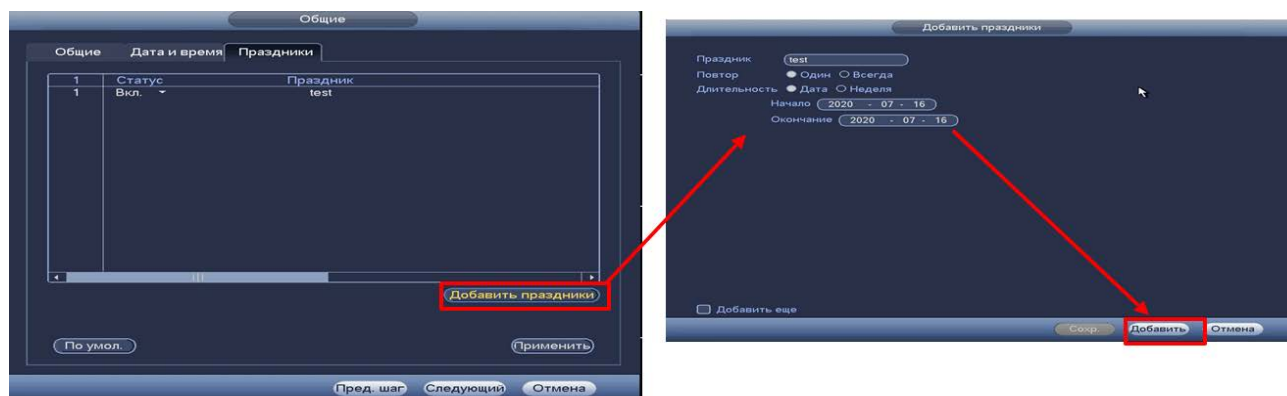 Общие
Общие Дата и время Праздники
1 Статус Праздник
1 Вкл. test
Добавить праздники
По умол. Применить
Пред. шаг Следующий Отмена
Добавить праздники
Праздник test
Повтор Один Всегда
Длительность Дата Неделя
Начало 2020 - 07 - 16
Окончание 2020 - 07 - 16
Добавить еще
Сохр. Добавить Отмена